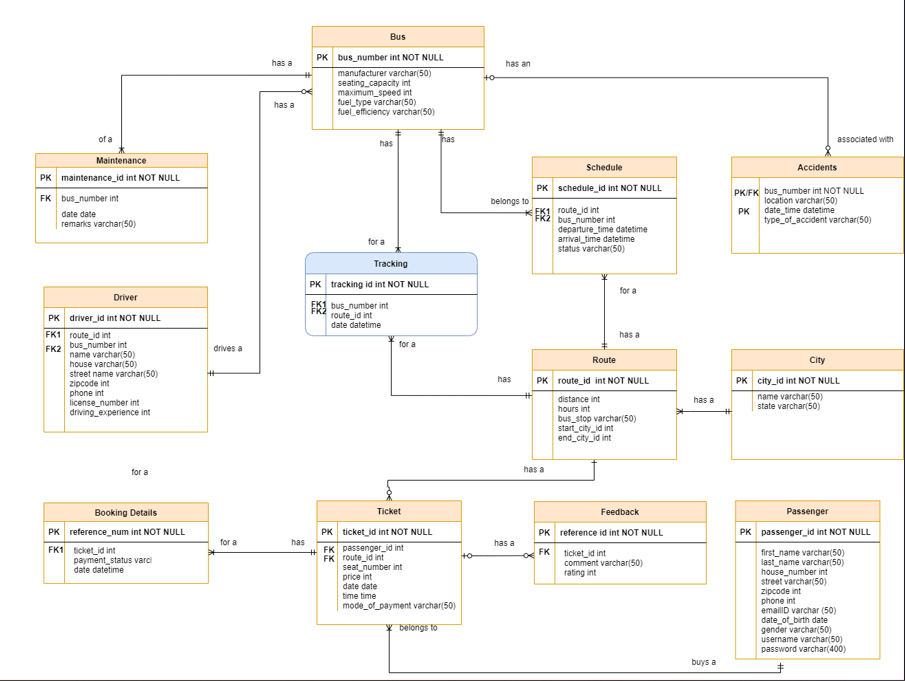 Bus
PK bus_number int NOT NULL
manufacturer varchar(50)
seating_capacity int
maximum_speed int
fuel_type varchar(50)
fuel_efficiency varchar(50)
has a
has an
has a
of a
has
has
associated with
Maintenance
PK maintenance_id int NOT NULL
FK bus_number int
date date
remarks varchar(50)
Schedule
PK schedule_id int NOT NULL
FK1 route_id int
FK2 bus_number int
departure_time datetime
arrival_time datetime
status varchar(50)
belongs to
Accidents
PK/FK bus_number int NOT NULL
location varchar(50)
PK date_time datetime
type_of_accident varchar(50)
for a
Tracking
PK tracking id int NOT NULL
FK1 bus_number int
FK2 route_id int
date datetime
for a
has a
for a
has
Driver
PK driver_id int NOT NULL
FK1 route_id int
FK2 bus_number int
name varchar(50)
house varchar(50)
street name varchar(50)
zipcode int
phone int
license_number int
driving_experience int
drives a
Route
PK route_id int NOT NULL
distance int
hours int
bus_stop varchar(50)
start_city_id int
end_city_id int
has a
City
PK city_id int NOT NULL
name varchar(50)
state varchar(50)
for a
has a
Booking Details
PK reference_num int NOT NULL
FK1 ticket_id int
payment_status varcl
date datetime
for a
has
Ticket
PK ticket_id int NOT NULL
FK passenger_id int
FK route_id int
seat_number int
price int
date date
time time
mode_of_payment varchar(50)
has a
Feedback
PK reference id int NOT NULL
FK ticket_id int
comment varchar(50)
rating int
Passenger
PK passenger_id int NOT NULL
first_name varchar(50)
last_name varchar(50)
house_number int
street varchar(50)
zipcode int
phone int
emailID varchar (50)
date_of_birth date
gender varchar(50)
username varchar(50)
password varchar(400)
belongs to
buys a